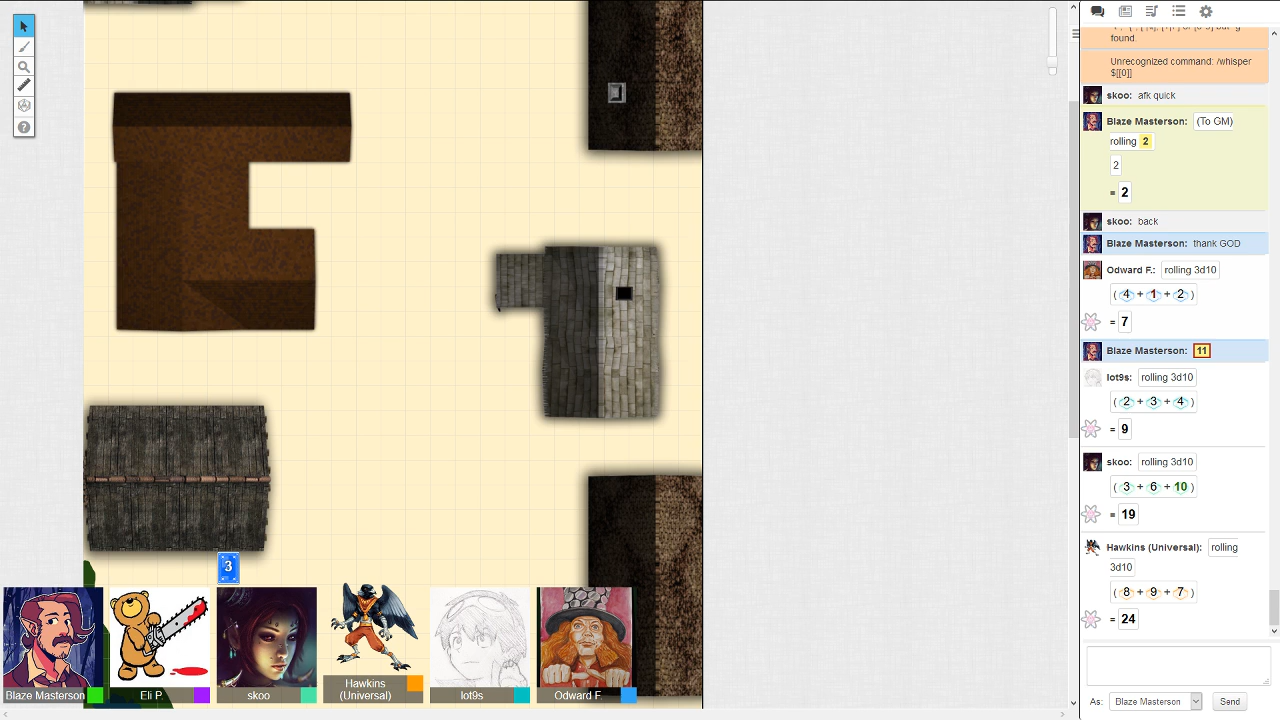 found.
Unrecognized command: /whisper
$[[0]]
skoo: afk quick
Blaze Masterson: (To GM)
rolling 2
2
= 2
skoo: back
Blaze Masterson: thank GOD
Odward F.: rolling 3d10
(4+1+2)
= 7
Blaze Masterson: 11
lot9s: rolling 3d10
(2+3+4)
= 9
skoo: rolling 3d10
(3+6+10)
= 19
Hawkins (Universal): rolling
3d10
(8+9+7)
= 24
As: Blaze Masterson Send
3
Blaze Masterson
Eli P.
skoo
Hawkins
(Universal)
lot9s
Odward F